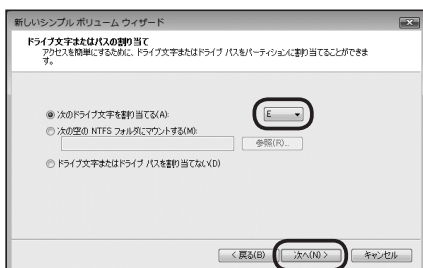 新しいシンプル ボリューム ウィザード
ドライブ文字またはパスの割り当て
アクセスを簡単にするために、ドライブ文字またはドライブ パスをパーティションに割り当てることができま
す。
次のドライブ文字を割り当てる(A):
E
次の空の NTFS フォルダにマウントする(M):
参照(R)...
ドライブ文字またはドライブ パスを割り当てない(D)
< 戻る(B)
次へ(N) >
キャンセル